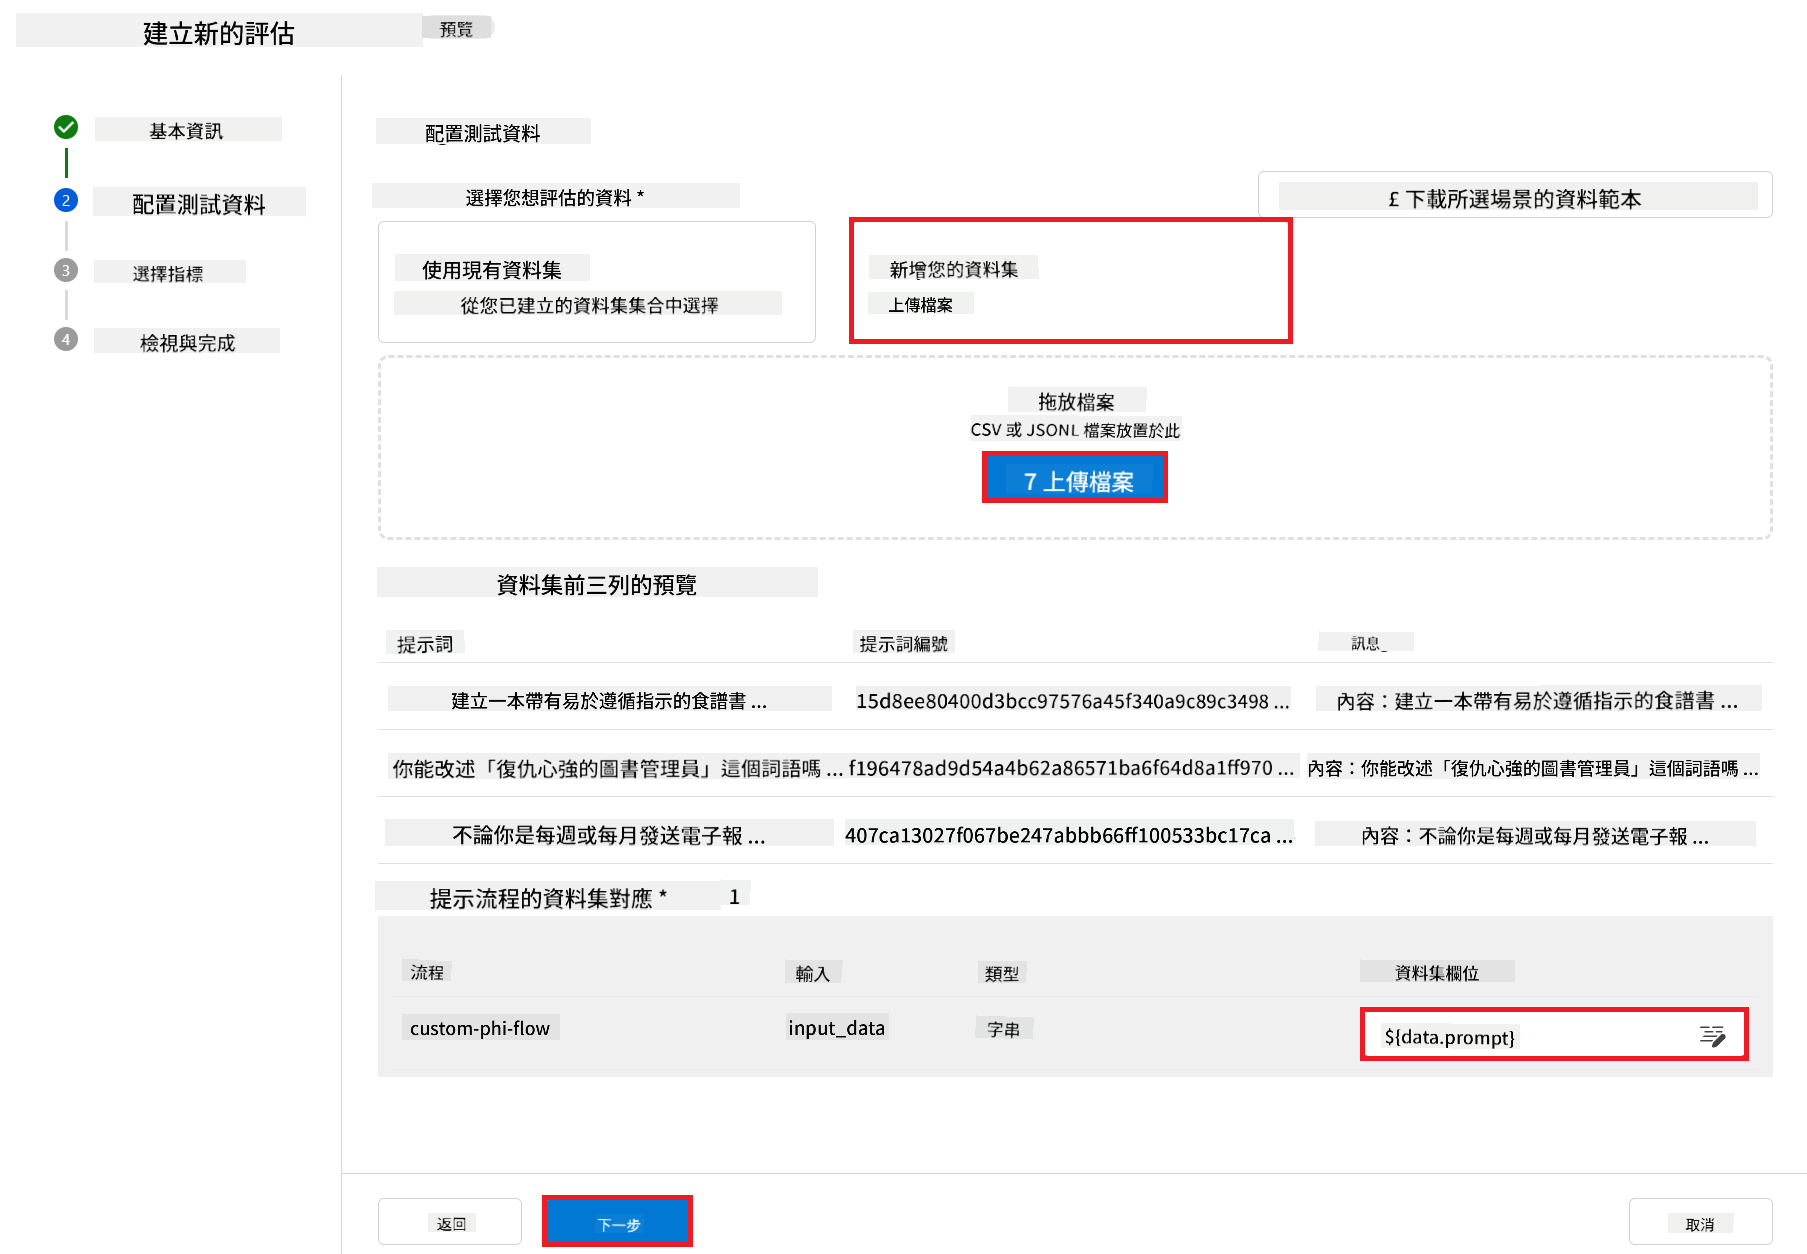 建立新的評估 預覽
基本資訊
2 配置測試資料
3 選擇指標
4 檢視與完成
配置測試資料
選擇您想評估的資料 *
£ 下載所選場景的資料範本
使用現有資料集
從您已建立的資料集集合中選擇
新增您的資料集
上傳檔案
拖放檔案
CSV 或 JSONL 檔案放置於此
7 上傳檔案
資料集前三列的預覽
提示詞 提示詞編號 訊息_
建立一本帶有易於遵循指示的食譜書 ... 15d8ee80400d3bcc97576a45f340a9c89c3498 ... 內容：建立一本帶有易於遵循指示的食譜書 ...
你能改述「復仇心強的圖書管理員」這個詞語嗎 ... f196478ad9d54a4b62a86571ba6f64d8a1ff970 ... 內容：你能改述「復仇心強的圖書管理員」這個詞語嗎 ...
不論你是每週或每月發送電子報 ... 407ca13027f067be247abbb66ff100533bc17ca ... 內容：不論你是每週或每月發送電子報 ...
提示流程的資料集對應 * 1
流程 輸入 類型 資料集欄位
custom-phi-flow input_data 字串 ${data.prompt}
返回 下一步 取消